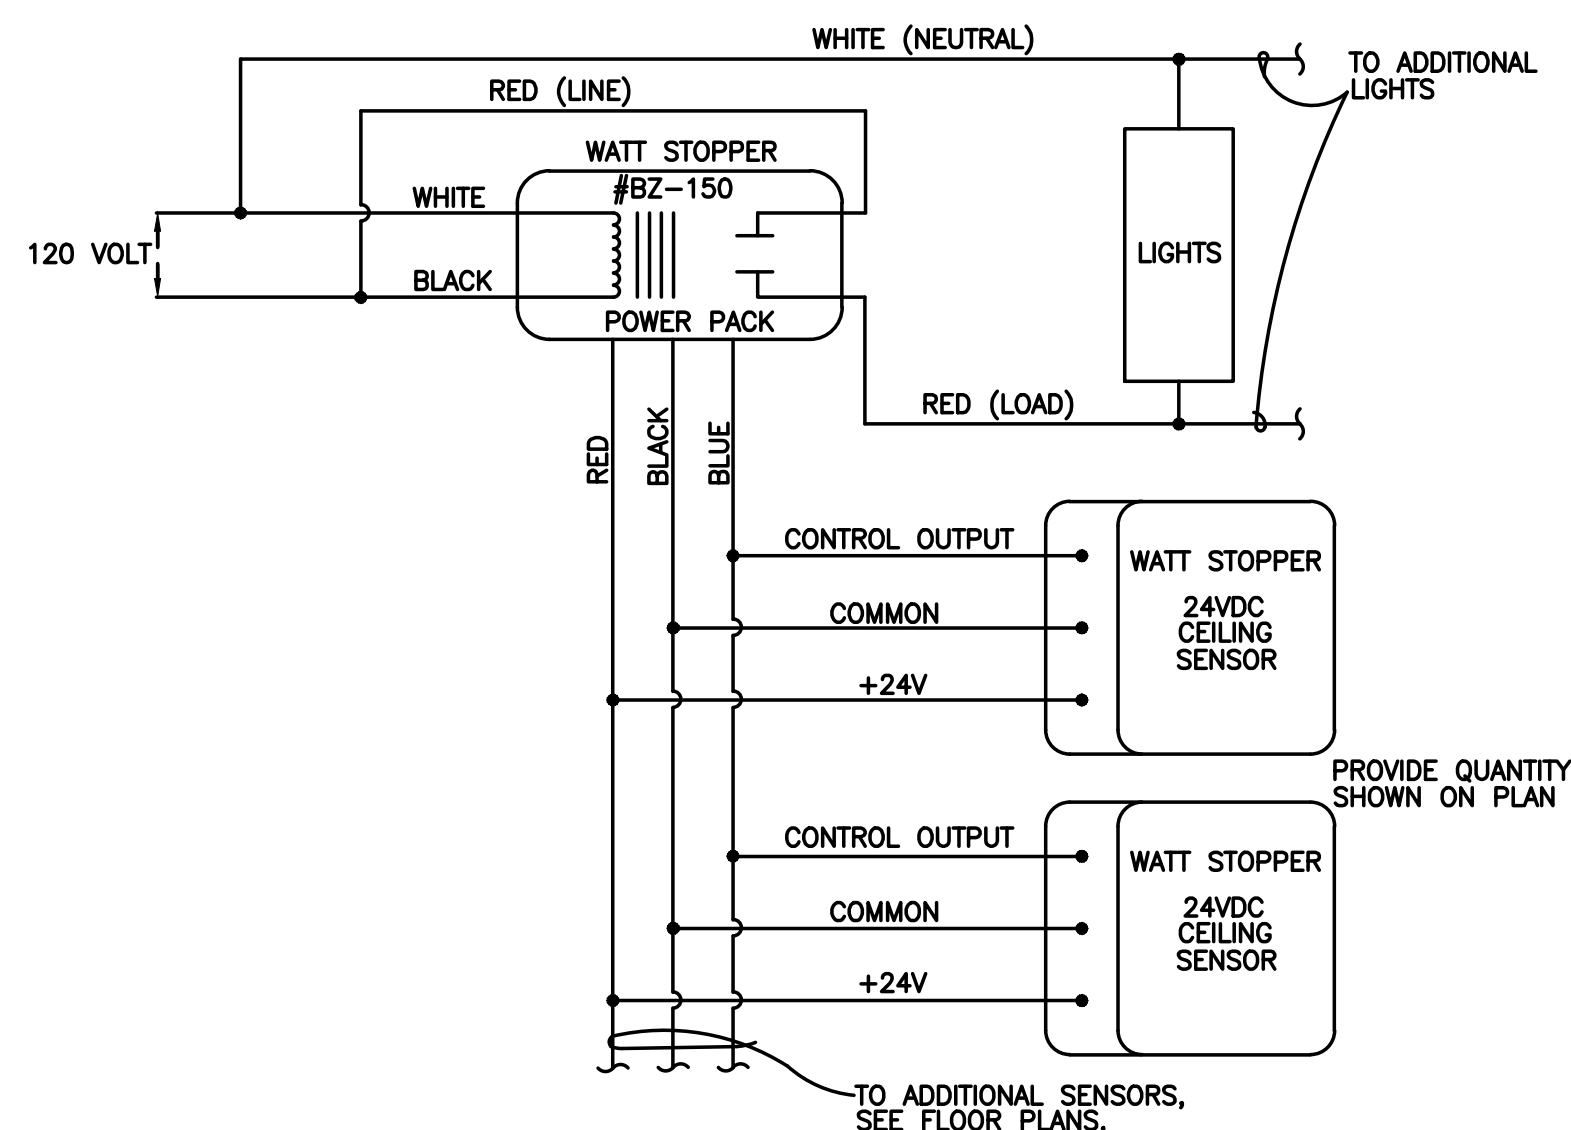 WHITE (NEUTRAL)
TO ADDITIONAL
LIGHTS
RED (LINE)
WATT STOPPER
#BZ-150
WHITE
120 VOLT
LIGHTS
BLACK
POWER PACK
RED (LOAD)
RED
BLACK
BLUE
CONTROL OUTPUT
COMMON
+24V
WATT STOPPER
24VDC
CEILING
SENSOR
PROVIDE QUANTITY
SHOWN ON PLAN
CONTROL OUTPUT
COMMON
+24V
WATT STOPPER
24VDC
CEILING
SENSOR
TO ADDITIONAL SENSORS,
SEE FLOOR PLANS.